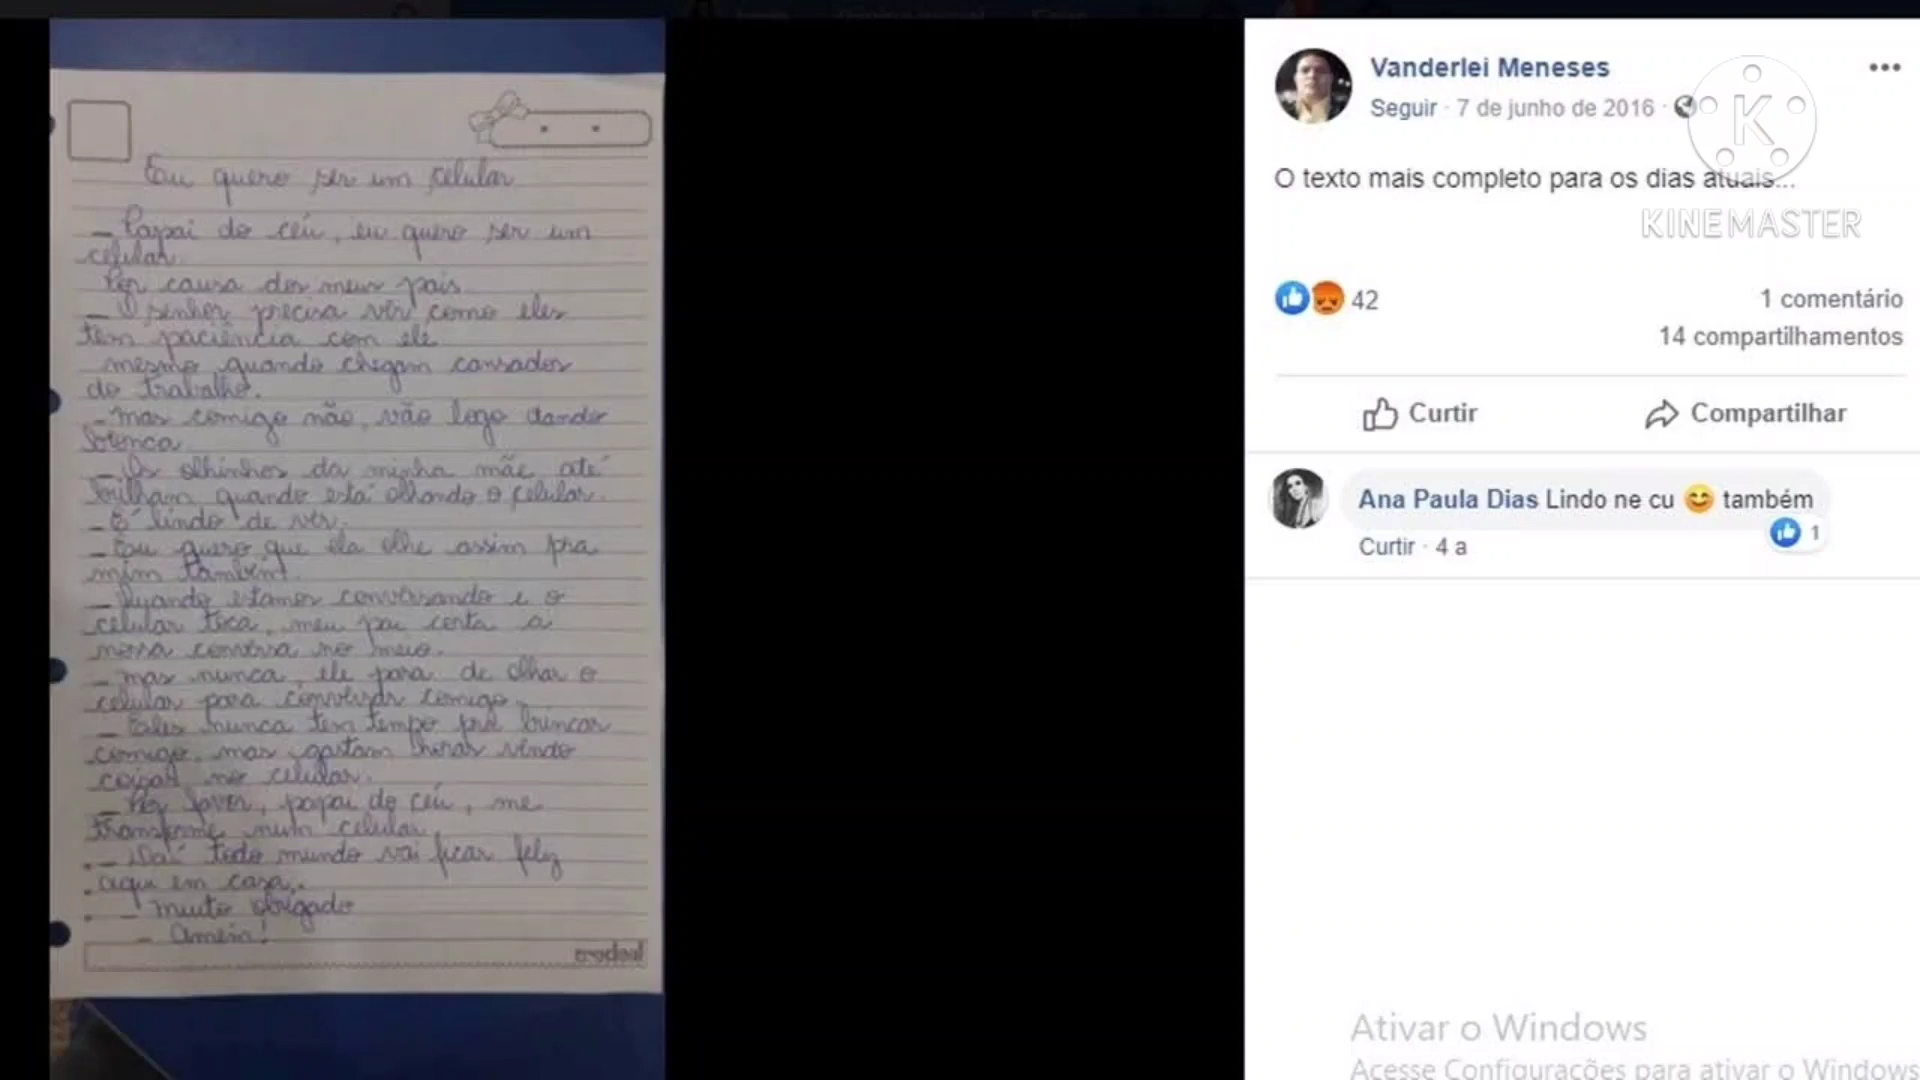 Eu quero ser um celular
– Papai do céu, eu quero ser um
celular.
Por causa dos meus pais
– O senhor precisa ver como eles
têm paciência com ele
mesmo quando chegam cansados
do trabalho.
– mas comigo não, vão logo dando
bronca
– Os olhinhos da minha mãe até
brilham quando está olhando o celular.
– É lindo de ver.
– Eu quero que ela olhe assim pra
mim também.
– Quando estamos conversando e o
celular toca, meu pai corta a
nossa conversa no meio.
– mas nunca ele para de olhar o
celular para conversar comigo.
– Eles nunca tem tempo pra brincar
comigo, mas gastam horas vendo
coisas no celular.
– Por favor, papai do céu, me
transforme num celular
– Daí todo mundo vai ficar feliz
aqui em casa.
– muito obrigado
– Amém!
credeal
Vanderlei Meneses
Seguir · 7 de junho de 2016 ·
O texto mais completo para os dias atuais...
K
KINEMASTER
42
1 comentário
14 compartilhamentos
Curtir
Compartilhar
Ana Paula Dias Lindo ne cu 😊 também
1
Curtir · 4 a
Ativar o Windows
Acesse Configurações para ativar o Windows